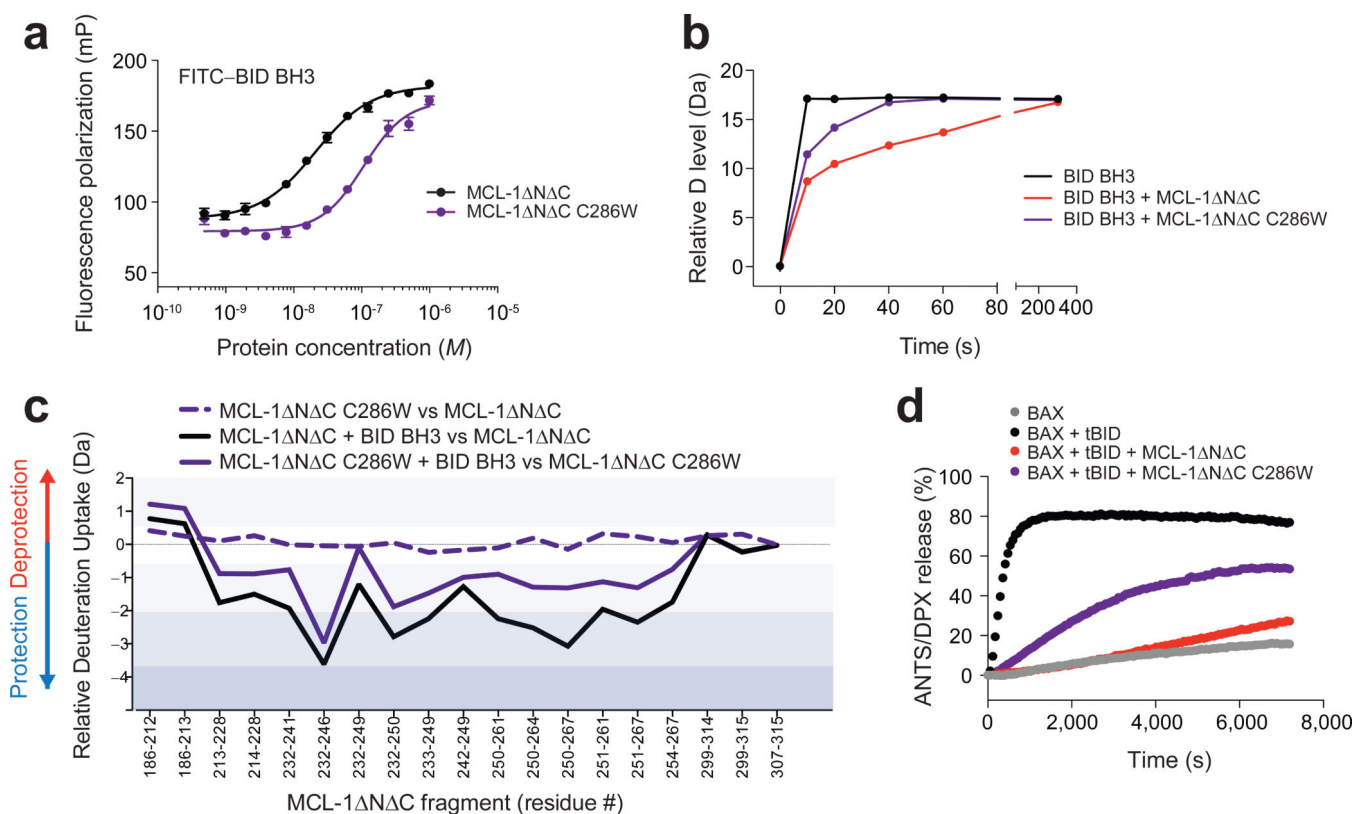 a
Fluorescence polarization (mP)
200
150
100
50
FITC–BID BH3
MCL-1ΔNΔC
MCL-1ΔNΔC C286W
10-10 10-9 10-8 10-7 10-6 10-5
Protein concentration (M)
b
Relative D level (Da)
20
15
10
5
0
BID BH3
BID BH3 + MCL-1ΔNΔC
BID BH3 + MCL-1ΔNΔC C286W
0 20 40 60 80 200 400
Time (s)
c
MCL-1ΔNΔC C286W vs MCL-1ΔNΔC
MCL-1ΔNΔC + BID BH3 vs MCL-1ΔNΔC
MCL-1ΔNΔC C286W + BID BH3 vs MCL-1ΔNΔC C286W
Protection Deprotection
Relative Deuteration Uptake (Da)
2
1
0
–1
–2
–3
–4
186-212
186-213
213-228
214-228
232-241
232-246
232-249
232-250
233-249
242-249
250-261
250-264
250-267
251-261
251-267
254-267
299-314
299-315
307-315
MCL-1ΔNΔC fragment (residue #)
d
BAX
BAX + tBID
BAX + tBID + MCL-1ΔNΔC
BAX + tBID + MCL-1ΔNΔC C286W
ANTS/DPX release (%)
100
80
60
40
20
0
0 2,000 4,000 6,000 8,000
Time (s)